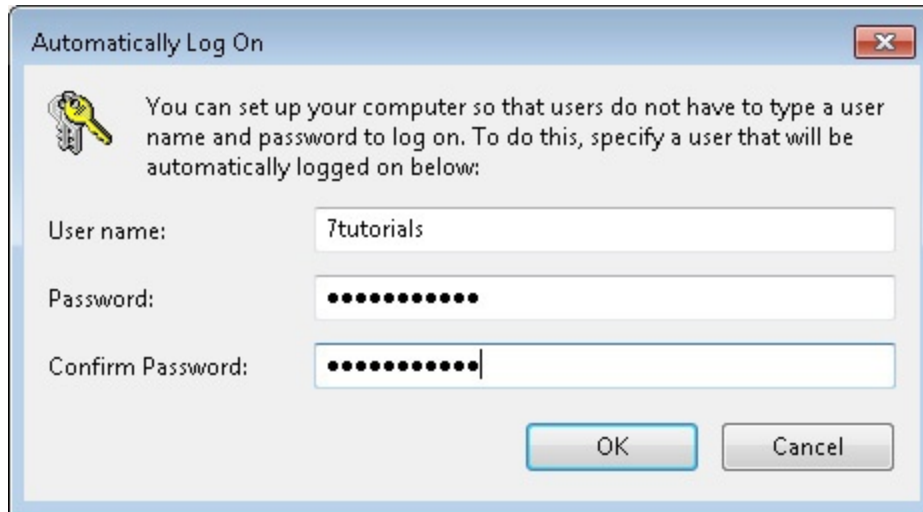 Automatically Log On
You can set up your computer so that users do not have to type a user
name and password to log on. To do this, specify a user that will be
automatically logged on below:
User name: 7tutorials
Password: •••••••••••
Confirm Password: •••••••••••
OK Cancel